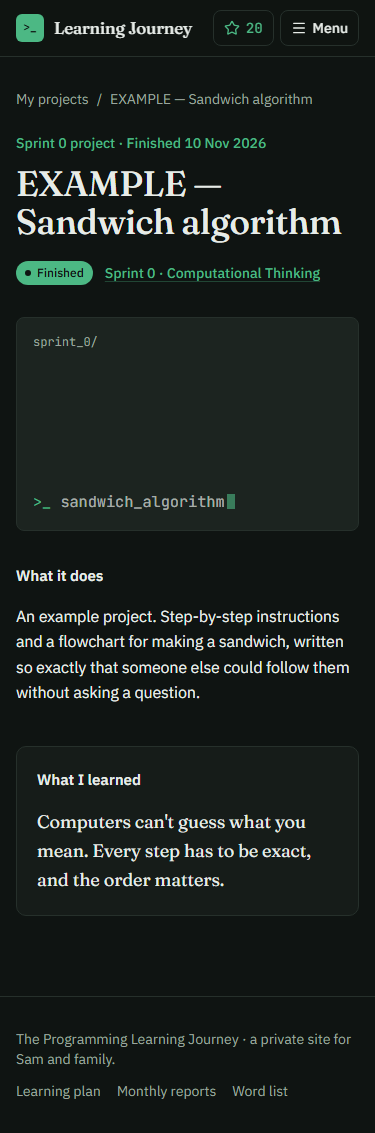 >_ Learning Journey 20 Menu
My projects / EXAMPLE — Sandwich algorithm
Sprint 0 project · Finished 10 Nov 2026
EXAMPLE —
Sandwich algorithm
Finished Sprint 0 · Computational Thinking
sprint_0/
>_ sandwich_algorithm
What it does
An example project. Step-by-step instructions
and a flowchart for making a sandwich, written
so exactly that someone else could follow them
without asking a question.
What I learned
Computers can't guess what you
mean. Every step has to be exact,
and the order matters.
The Programming Learning Journey · a private site for
Sam and family.
Learning plan Monthly reports Word list